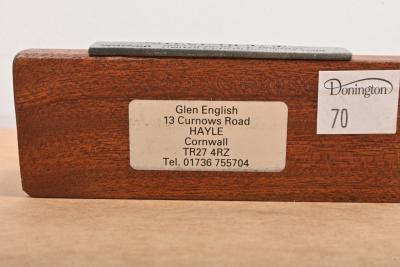 Glen English
13 Curnows Road
HAYLE
Cornwall
TR27 4RZ
Tel. 01736 755704
Donington
70